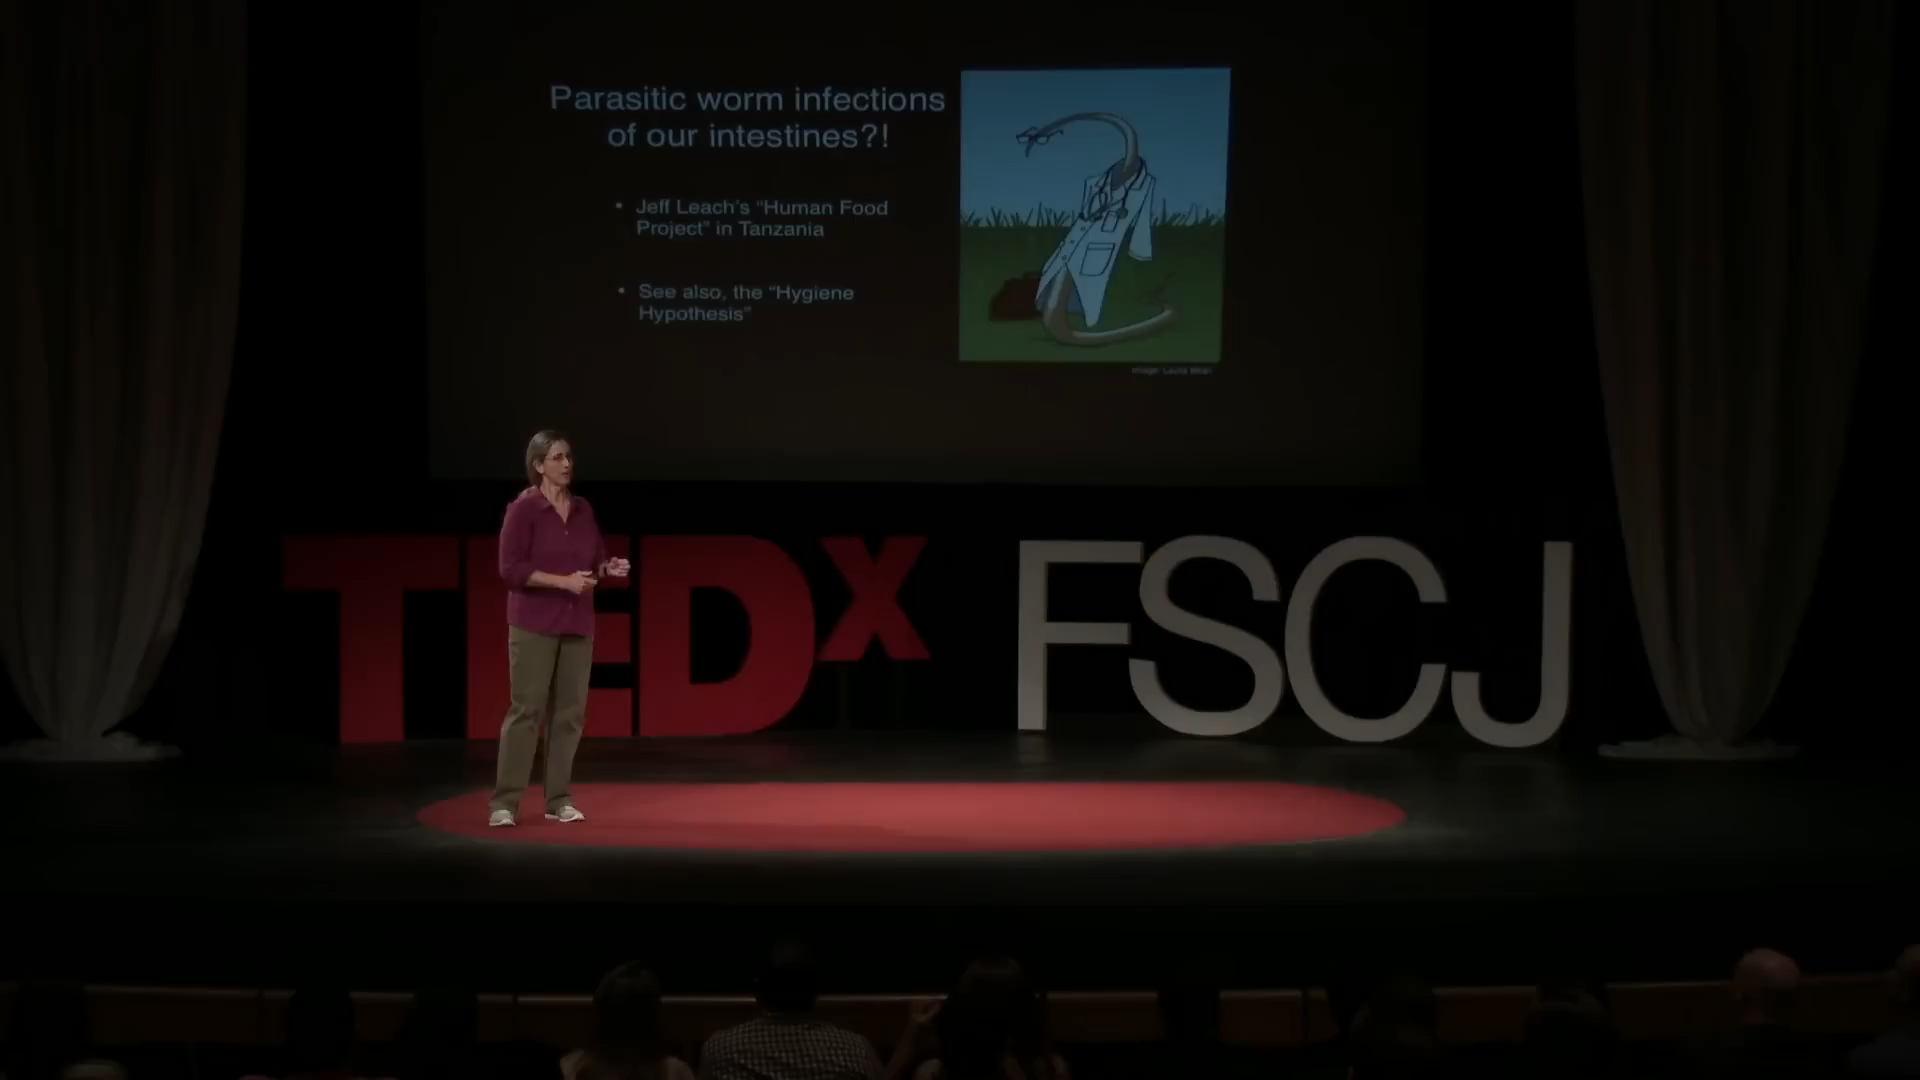 Parasitic worm infections
of our intestines?!
• Jeff Leach's "Human Food
Project" in Tanzania
• See also, the "Hygiene
Hypothesis"
TEDx FSCJ